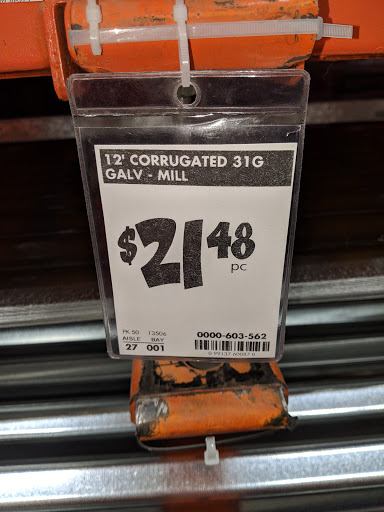 12' CORRUGATED 31G
GALV - MILL
$21 48
pc
PK 50 13506
AISLE BAY
27 001
0000-603-562